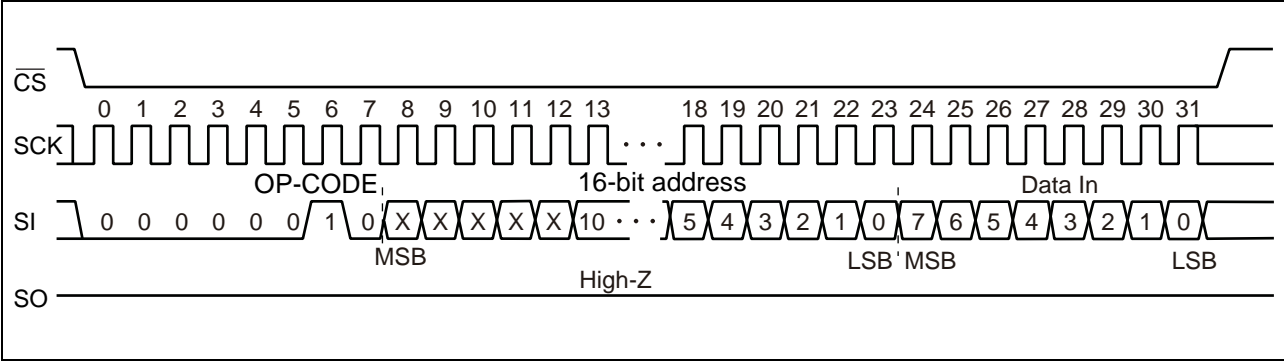 CS
0 1 2 3 4 5 6 7 8 9 10 11 12 13 18 19 20 21 22 23 24 25 26 27 28 29 30 31
SCK
· · ·
OP-CODE 16-bit address Data In
SI 0 0 0 0 0 0 1 0 X X X X X 10 · · · 5 4 3 2 1 0 7 6 5 4 3 2 1 0
MSB LSB MSB LSB
High-Z
SO